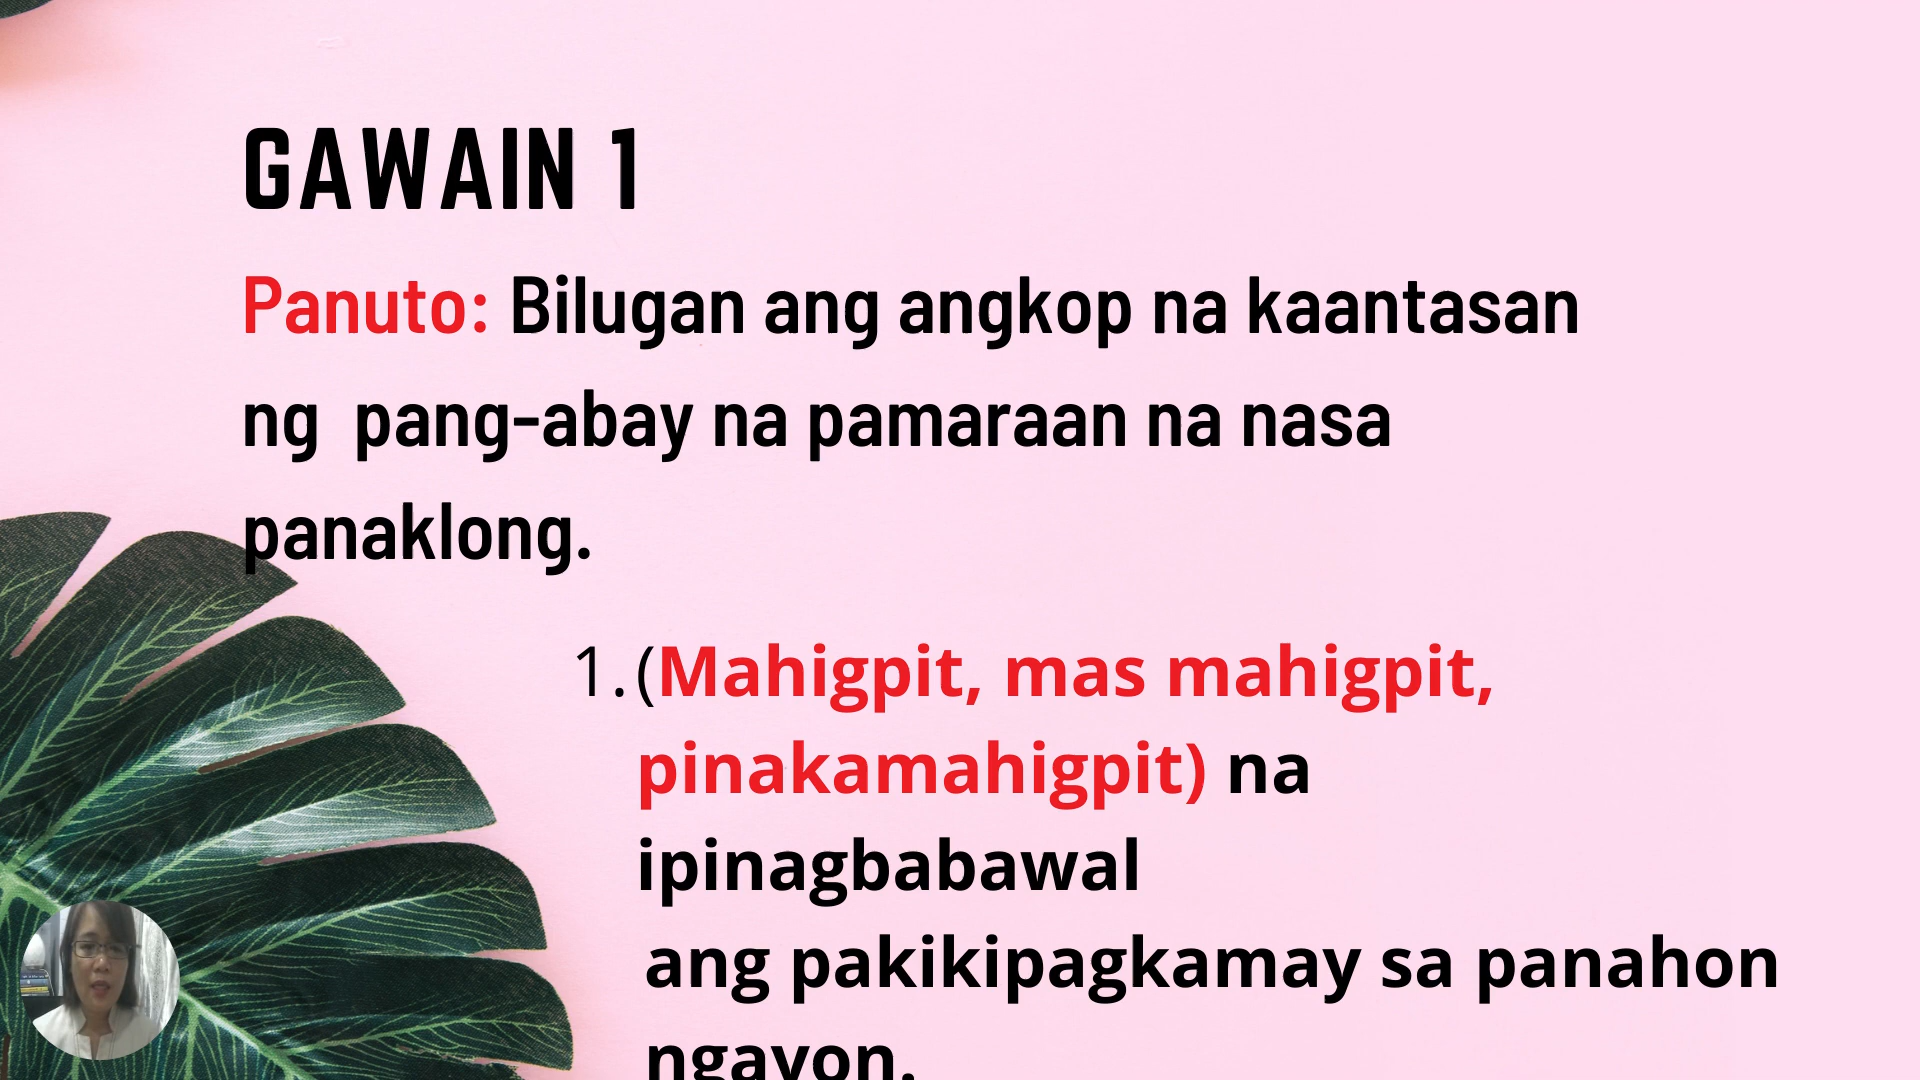 GAWAIN 1
Panuto: Bilugan ang angkop na kaantasan
ng pang-abay na pamaraan na nasa
panaklong.
1. (Mahigpit, mas mahigpit,
pinakamahigpit) na
ipinagbabawal
ang pakikipagkamay sa panahon
ngayon.